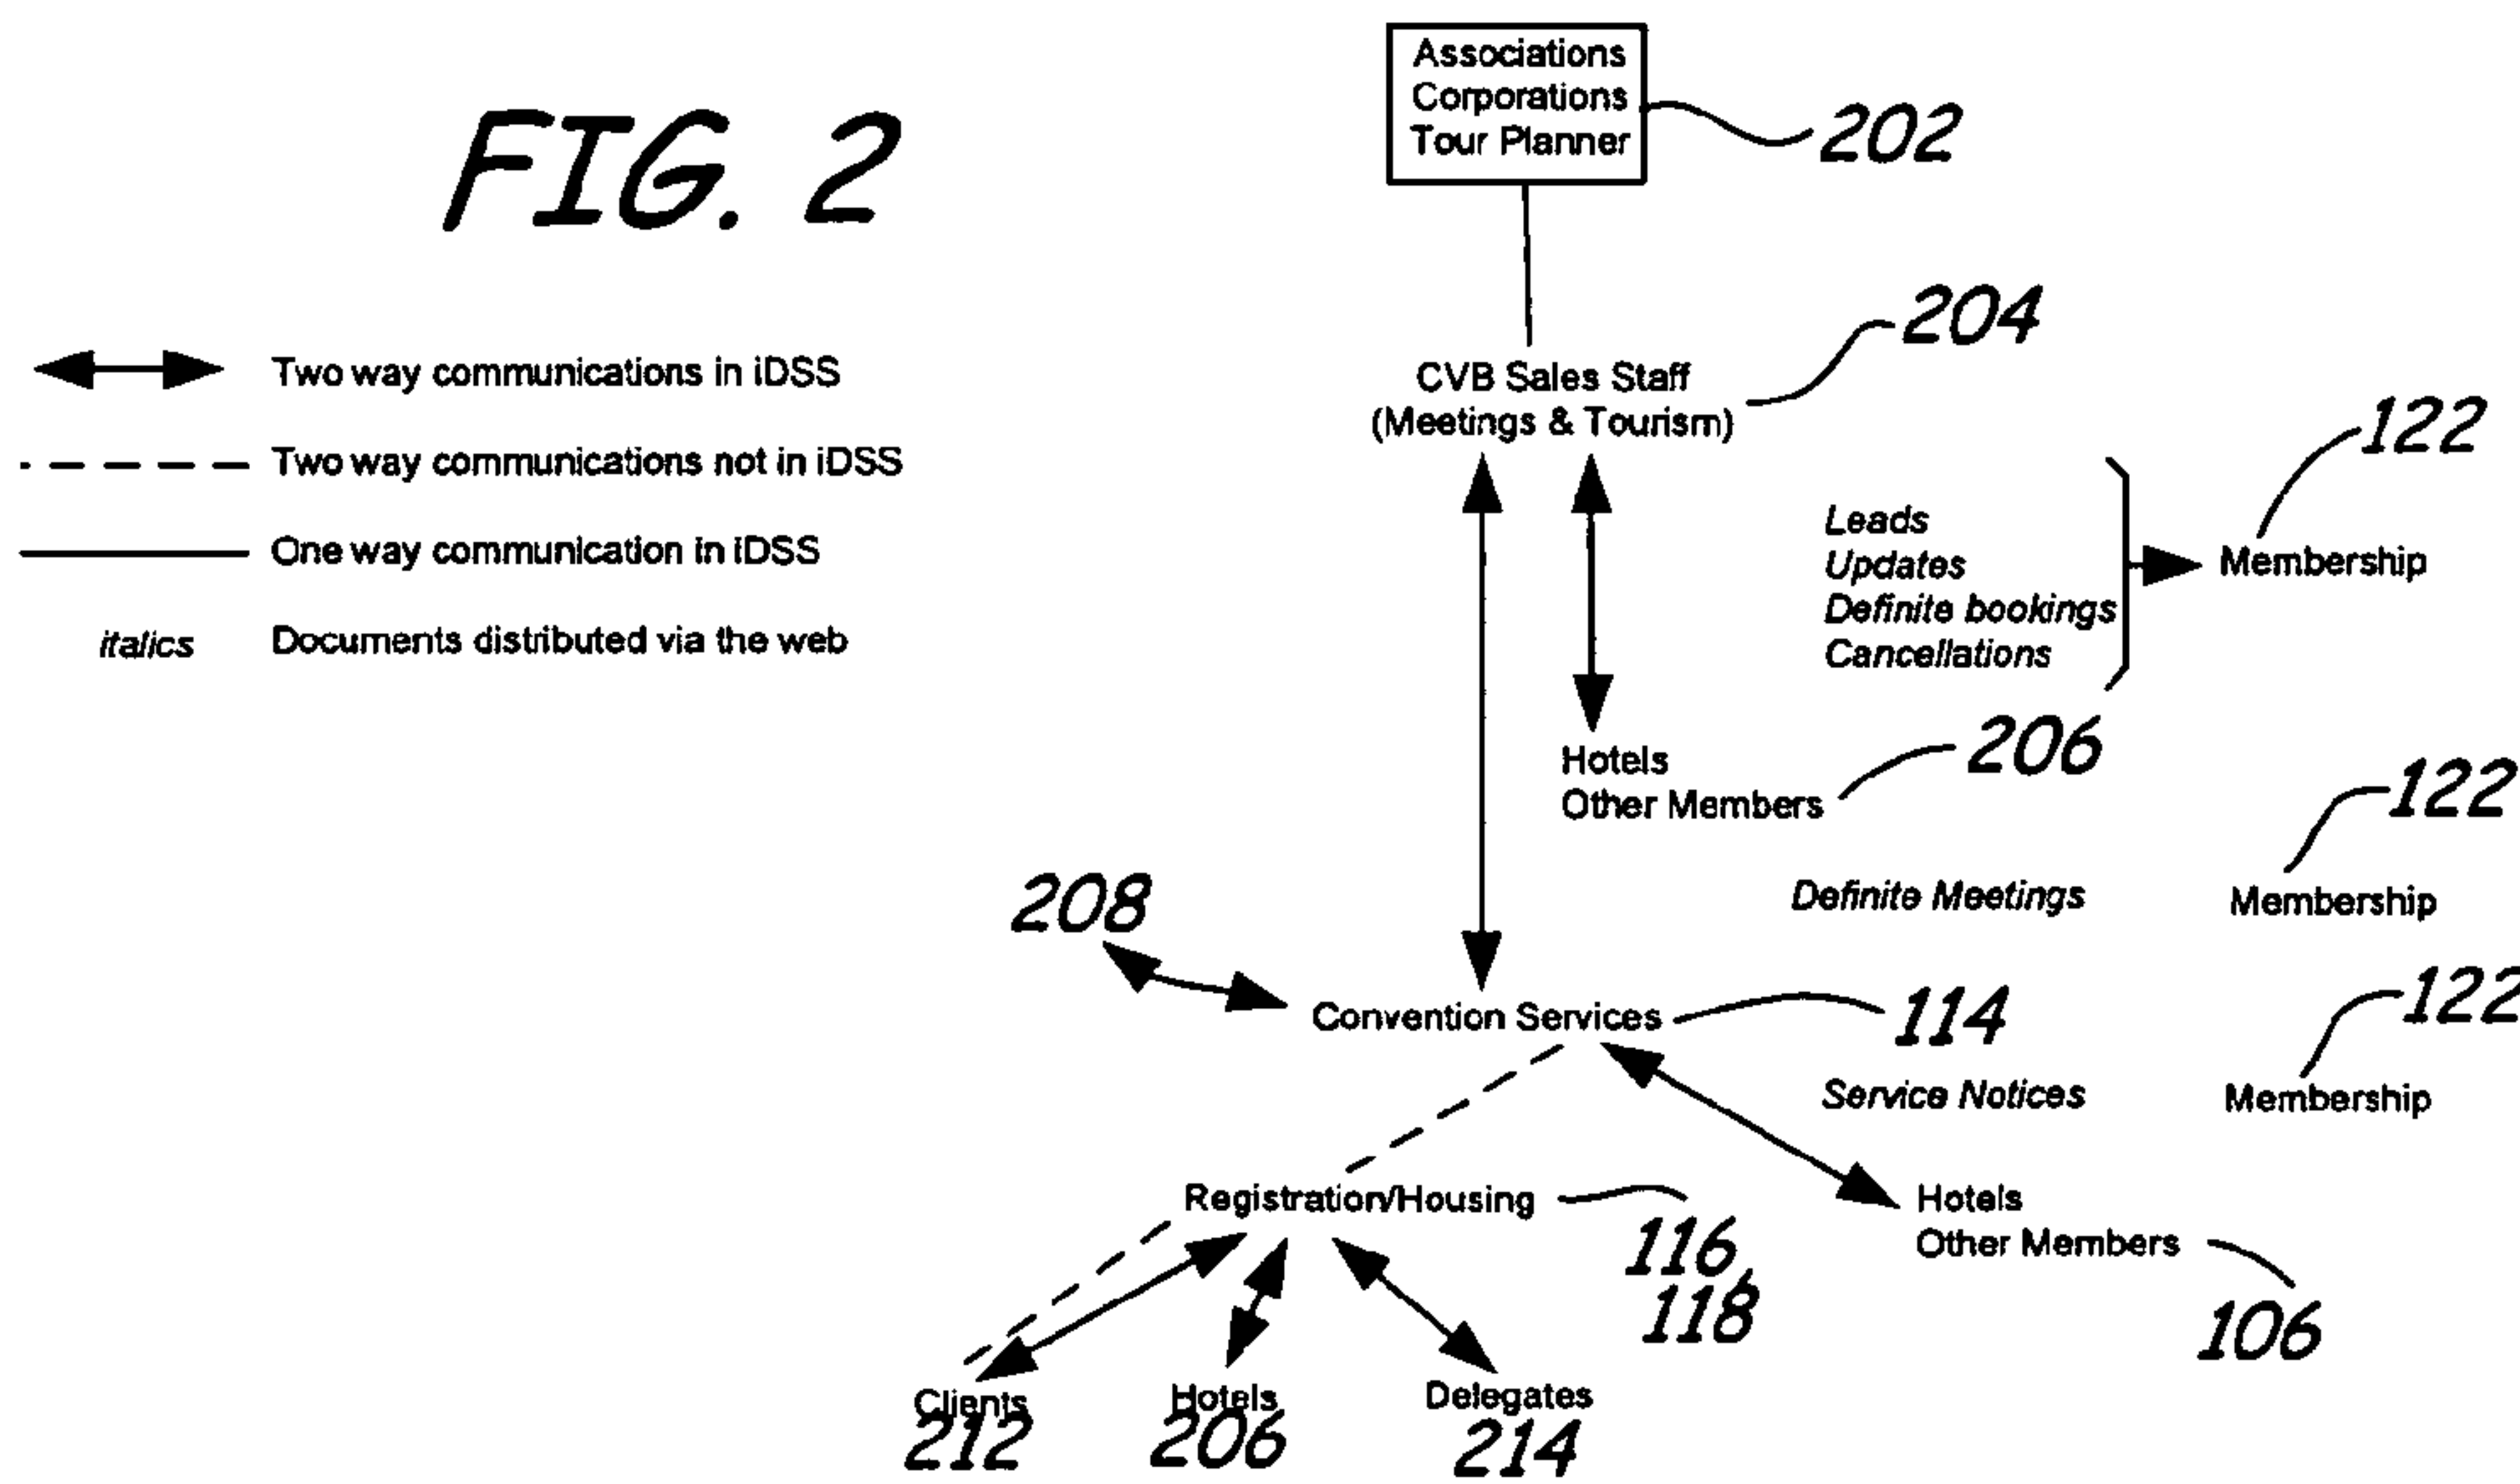 FIG. 2
Associations
Corporations
Tour Planner
202
Two way communications in iDSS
Two way communications not in iDSS
One way communication in iDSS
italics Documents distributed via the web
204
CVB Sales Staff
(Meetings & Tourism)
122
Leads
Updates
Definite bookings
Cancellations
Membership
206
Hotels
Other Members
122
208
Definite Meetings
Membership
Convention Services
114
122
Service Notices
Membership
Registration/Housing
116,
118
Hotels
Other Members
106
Clients
212
Hotels
206
Delegates
214